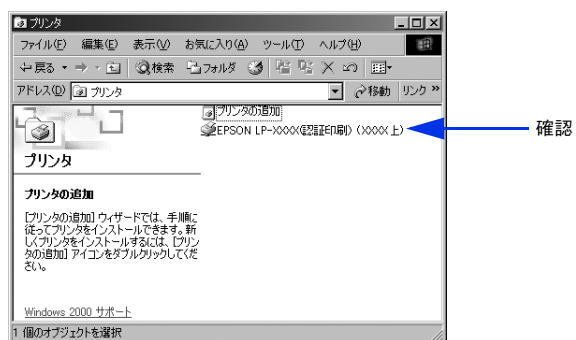 プリンタ
ファイル(F) 編集(E) 表示(V) お気に入り(A) ツール(T) ヘルプ(H)
戻る 検索 フォルダ
アドレス(D) プリンタ 移動 リンク »
プリンタの追加
EPSON LP-XXXX(認証印刷) (XXXX 上)
確認
プリンタ
プリンタの追加
[プリンタの追加] ウィザードでは、手順に
従ってプリンタをインストールできます。新
しくプリンタをインストールするには、[プリン
タの追加] アイコンをダブルクリックしてくだ
さい。
Windows 2000 サポート
1 個のオブジェクトを選択